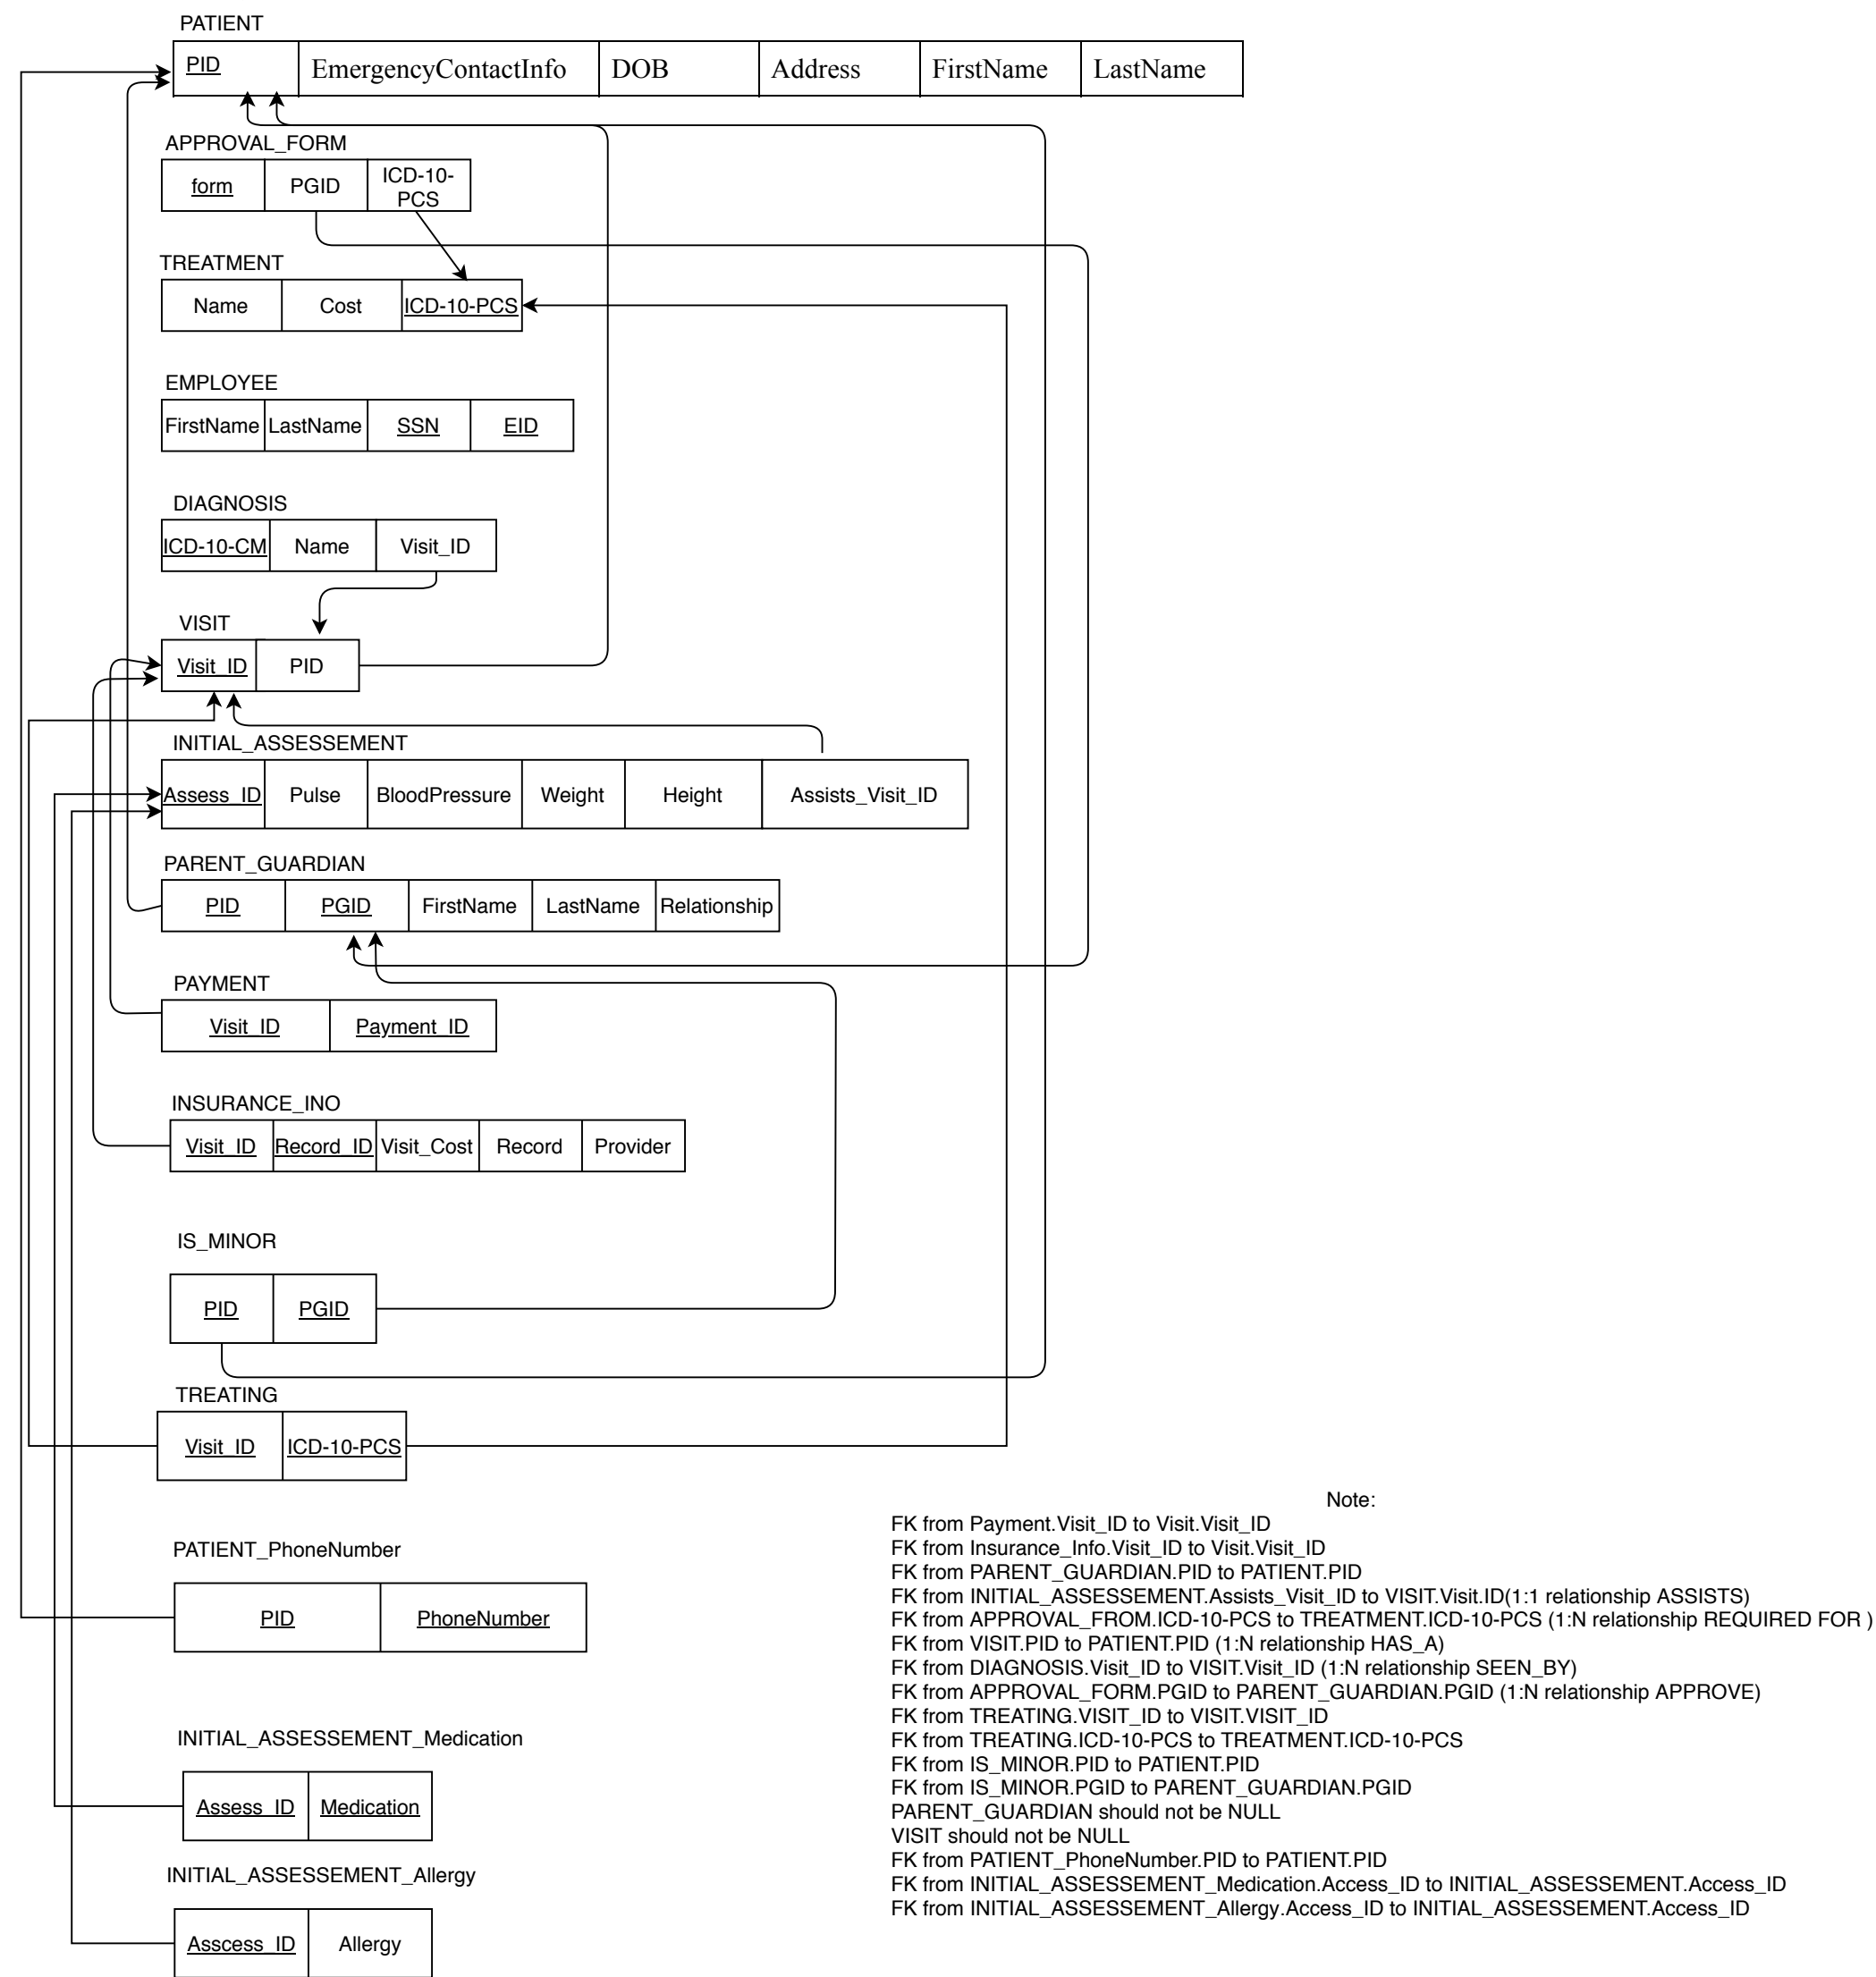 PATIENT
PID EmergencyContactInfo DOB Address FirstName LastName
APPROVAL_FORM
form PGID ICD-10-
PCS
TREATMENT
Name Cost ICD-10-PCS
EMPLOYEE
FirstName LastName SSN EID
DIAGNOSIS
ICD-10-CM Name Visit_ID
VISIT
Visit_ID PID
INITIAL_ASSESSEMENT
Assess_ID Pulse BloodPressure Weight Height Assists_Visit_ID
PARENT_GUARDIAN
PID PGID FirstName LastName Relationship
PAYMENT
Visit_ID Payment_ID
INSURANCE_INO
Visit_ID Record_ID Visit_Cost Record Provider
IS_MINOR
PID PGID
TREATING
Visit_ID ICD-10-PCS
PATIENT_PhoneNumber
PID PhoneNumber
INITIAL_ASSESSEMENT_Medication
Assess_ID Medication
INITIAL_ASSESSEMENT_Allergy
Asscess_ID Allergy
Note:
FK from Payment.Visit_ID to Visit.Visit_ID
FK from Insurance_Info.Visit_ID to Visit.Visit_ID
FK from PARENT_GUARDIAN.PID to PATIENT.PID
FK from INITIAL_ASSESSEMENT.Assists_Visit_ID to VISIT.Visit.ID(1:1 relationship ASSISTS)
FK from APPROVAL_FROM.ICD-10-PCS to TREATMENT.ICD-10-PCS (1:N relationship REQUIRED FOR )
FK from VISIT.PID to PATIENT.PID (1:N relationship HAS_A)
FK from DIAGNOSIS.Visit_ID to VISIT.Visit_ID (1:N relationship SEEN_BY)
FK from APPROVAL_FORM.PGID to PARENT_GUARDIAN.PGID (1:N relationship APPROVE)
FK from TREATING.VISIT_ID to VISIT.VISIT_ID
FK from TREATING.ICD-10-PCS to TREATMENT.ICD-10-PCS
FK from IS_MINOR.PID to PATIENT.PID
FK from IS_MINOR.PGID to PARENT_GUARDIAN.PGID
PARENT_GUARDIAN should not be NULL
VISIT should not be NULL
FK from PATIENT_PhoneNumber.PID to PATIENT.PID
FK from INITIAL_ASSESSEMENT_Medication.Access_ID to INITIAL_ASSESSEMENT.Access_ID
FK from INITIAL_ASSESSEMENT_Allergy.Access_ID to INITIAL_ASSESSEMENT.Access_ID